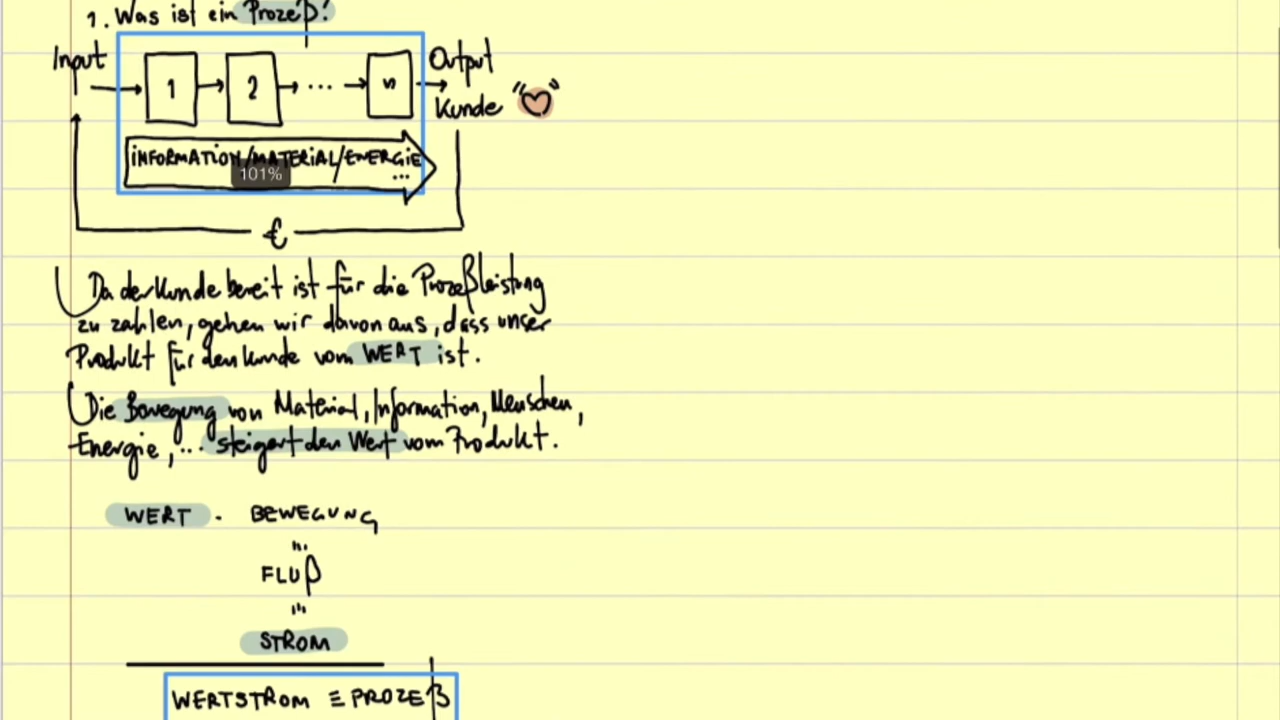 1. Was ist ein Prozeß?
Input
1
2
...
n
Output
Kunde
INFORMATION/MATERIAL/ENERGIE
...
101%
€
Da der Kunde bereit ist für die Prozeßleistung
zu zahlen, gehen wir davon aus, dass unser
Produkt für den Kunde vom WERT ist.
Die Bewegung von Material, Information, Menschen,
Energie, ... steigert den Wert vom Produkt.
WERT - BEWEGUNG
FLUß
STROM
WERTSTROM ≡ PROZEß